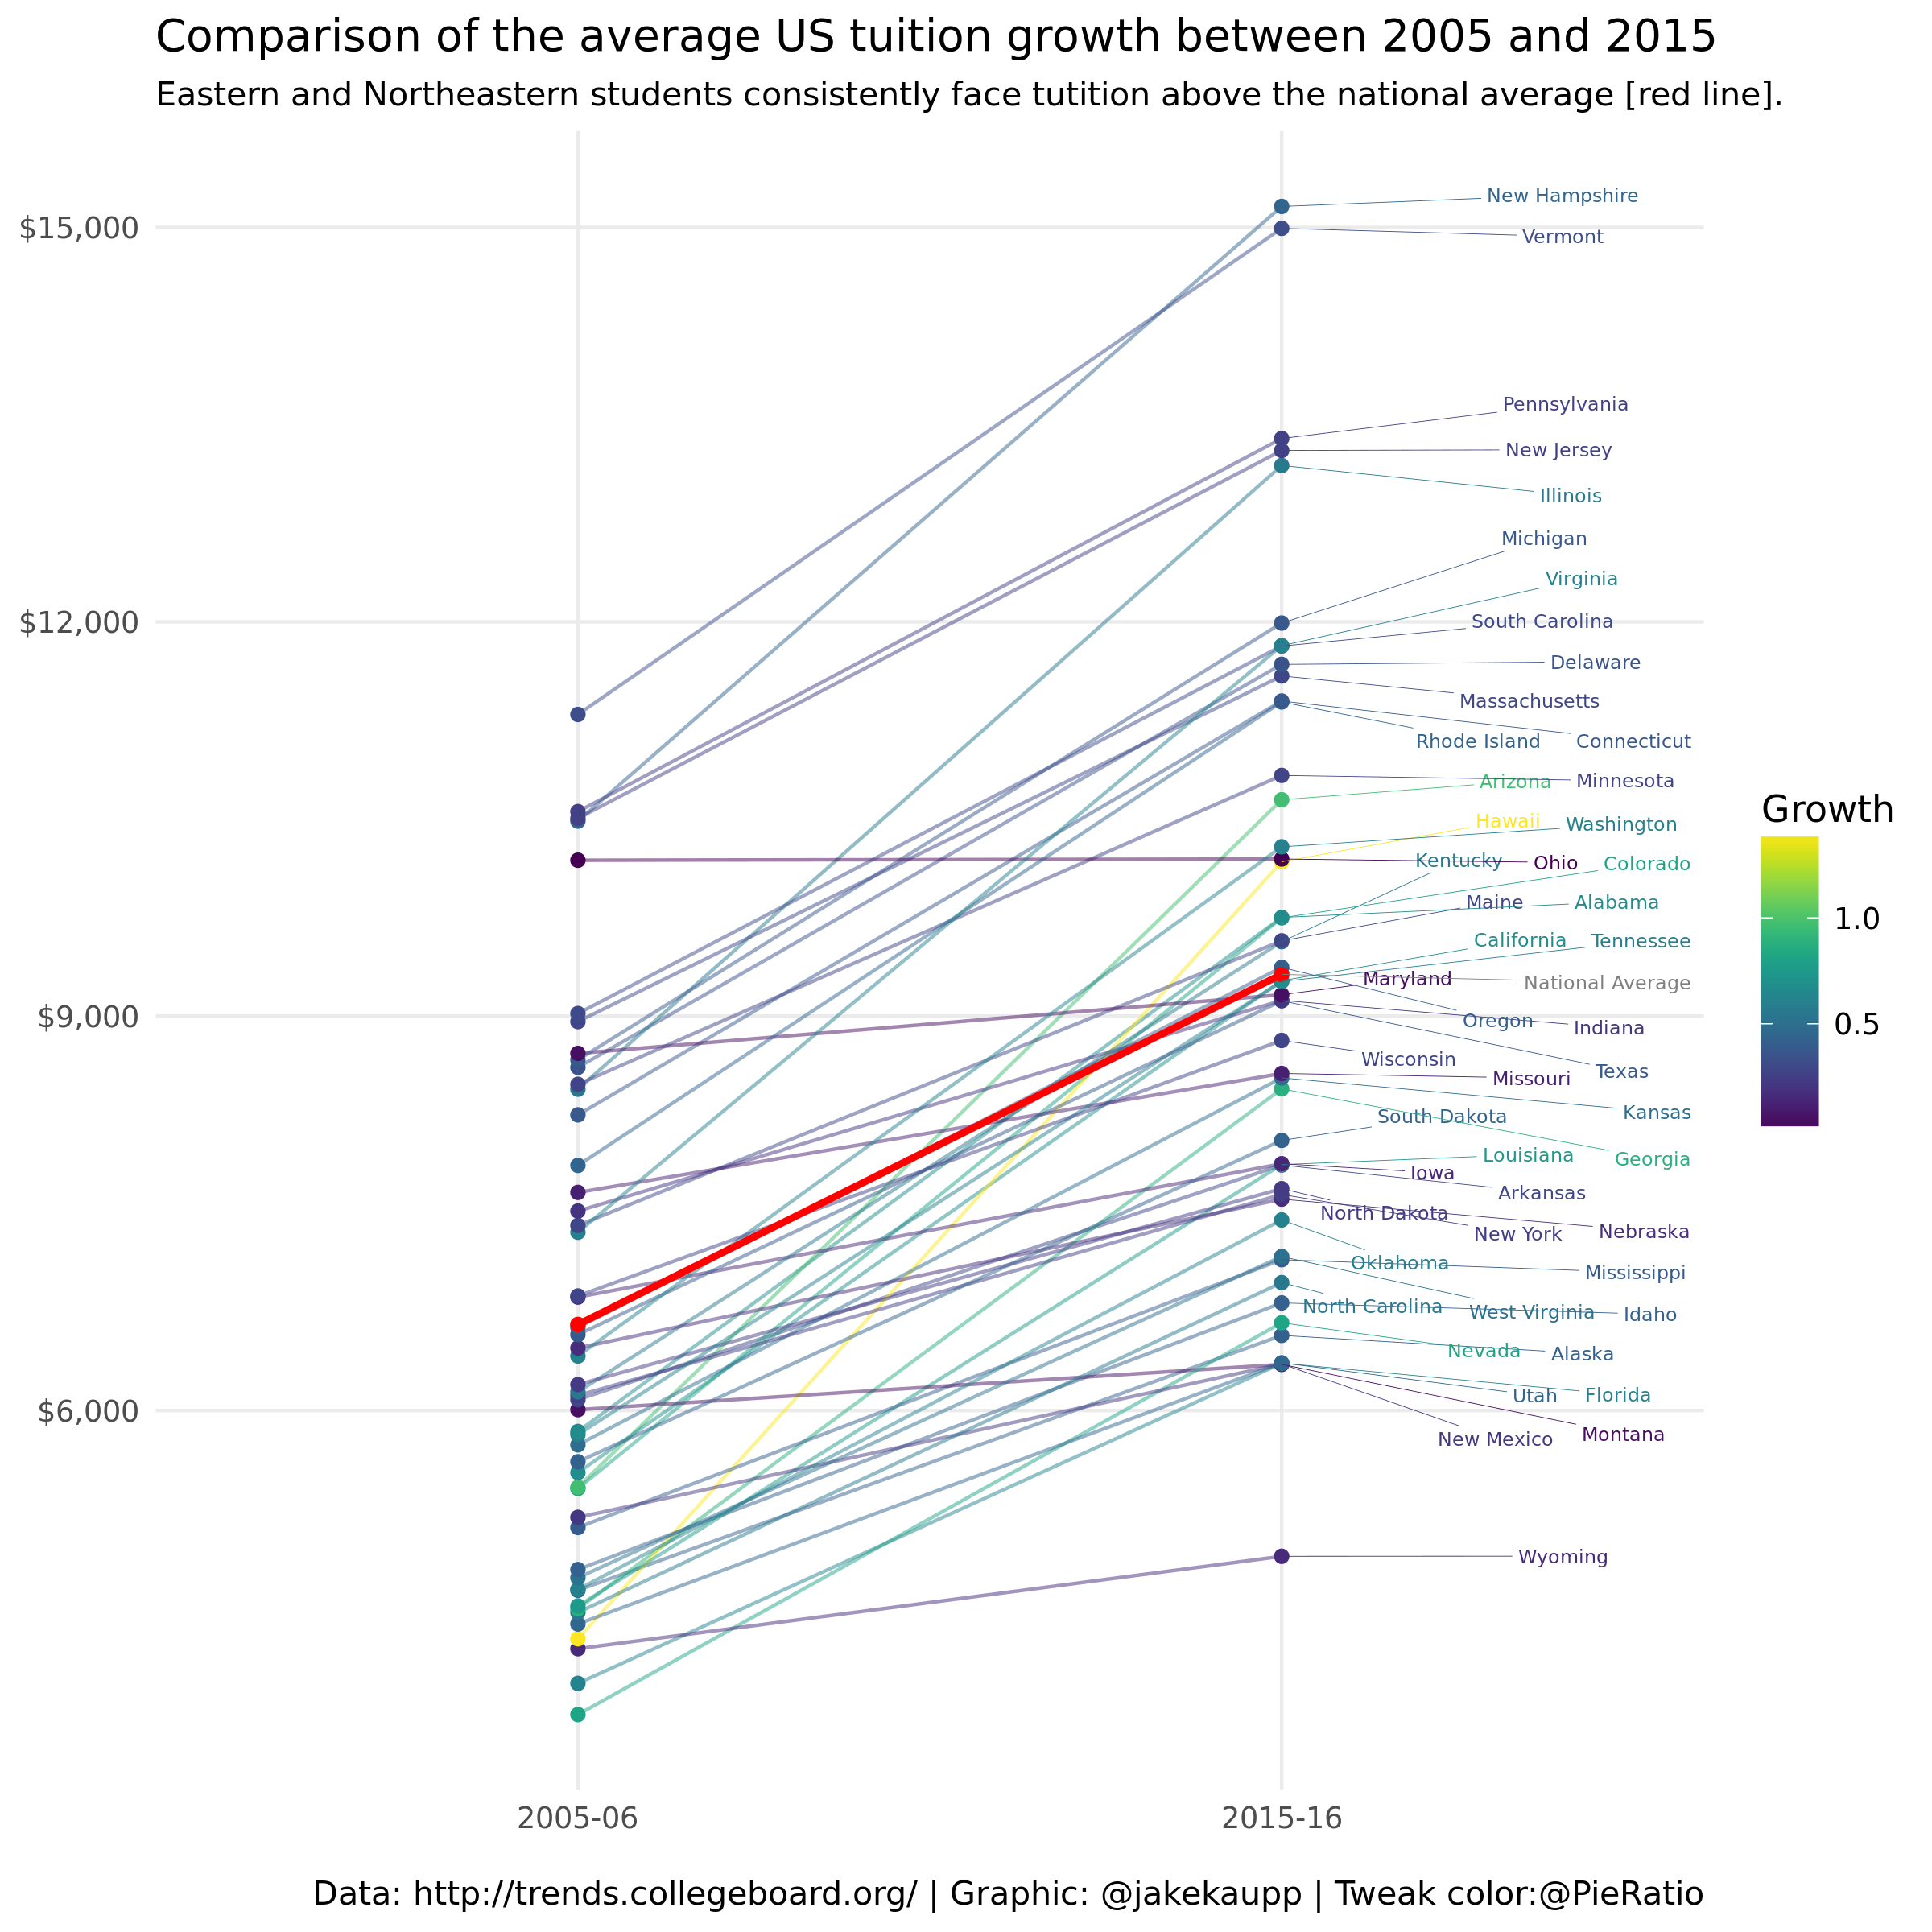 Comparison of the average US tuition growth between 2005 and 2015
Eastern and Northeastern students consistently face tutition above the national average [red line].
$15,000
$12,000
$9,000
$6,000
New Hampshire
Vermont
Pennsylvania
New Jersey
Illinois
Michigan
Virginia
South Carolina
Delaware
Massachusetts
Rhode Island
Connecticut
Arizona
Minnesota
Hawaii
Washington
Kentucky
Ohio
Colorado
Maine
Alabama
California
Tennessee
Maryland
National Average
Oregon
Indiana
Wisconsin
Texas
Missouri
Kansas
South Dakota
Louisiana
Georgia
Iowa
Arkansas
North Dakota
New York
Nebraska
Oklahoma
Mississippi
North Carolina
West Virginia
Idaho
Nevada
Alaska
Utah
Florida
New Mexico
Montana
Wyoming
Growth
1.0
0.5
2005-06
2015-16
Data: http://trends.collegeboard.org/ | Graphic: @jakekaupp | Tweak color:@PieRatio